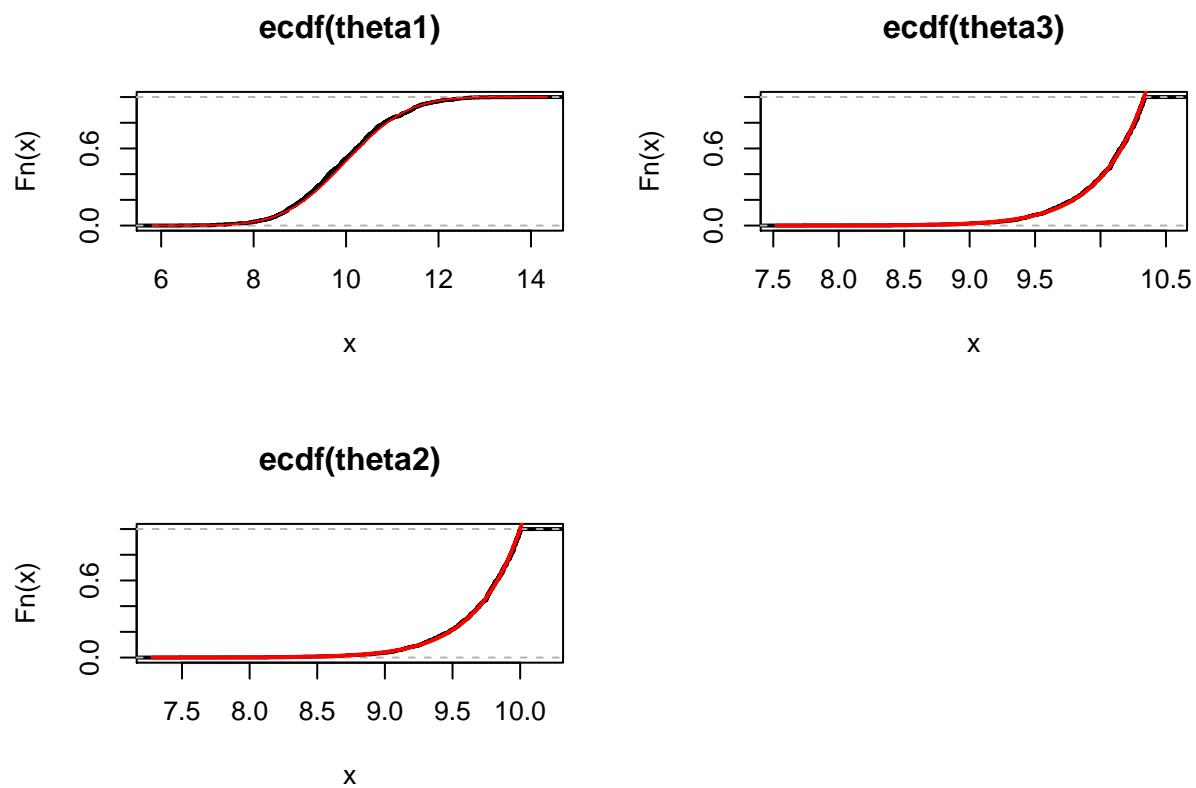 ecdf(theta1)
Fn(x)
0.0 0.6
6 8 10 12 14
x
ecdf(theta3)
Fn(x)
0.0 0.6
7.5 8.0 8.5 9.0 9.5 10.5
x
ecdf(theta2)
Fn(x)
0.0 0.6
7.5 8.0 8.5 9.0 9.5 10.0
x